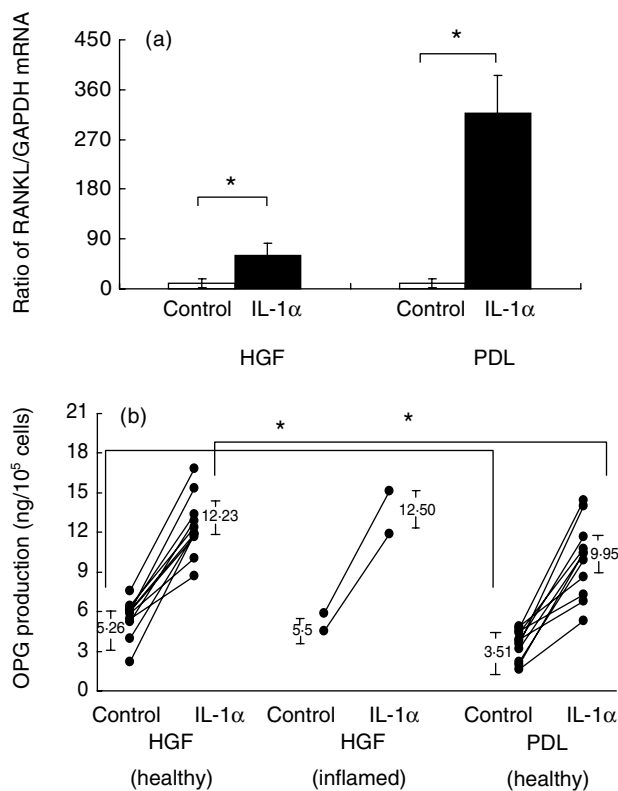 (a)
Ratio of RANKL/GAPDH mRNA
450
360
270
180
90
0
*
*
Control IL-1α Control IL-1α
HGF PDL
(b)
OPG production (ng/10⁵ cells)
21
18
15
12
9
6
3
0
* *
12·23
12·50
9·95
5·26
5·5
3·51
Control IL-1α Control IL-1α Control IL-1α
HGF HGF PDL
(healthy) (inflamed) (healthy)